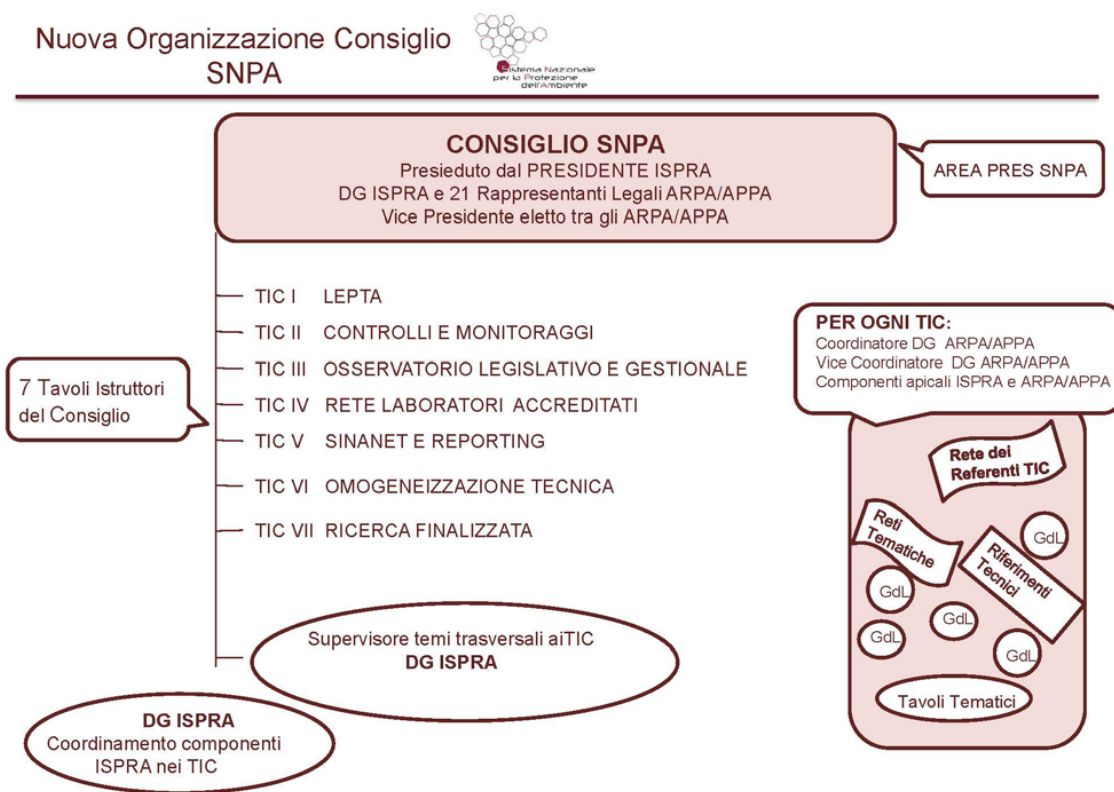 Nuova Organizzazione Consiglio
SNPA
Sistema Nazionale
per la Protezione
dell'Ambiente
CONSIGLIO SNPA
Presieduto dal PRESIDENTE ISPRA
DG ISPRA e 21 Rappresentanti Legali ARPA/APPA
Vice Presidente eletto tra gli ARPA/APPA
AREA PRES SNPA
7 Tavoli Istruttori
del Consiglio
TIC I LEPTA
TIC II CONTROLLI E MONITORAGGI
TIC III OSSERVATORIO LEGISLATIVO E GESTIONALE
TIC IV RETE LABORATORI ACCREDITATI
TIC V SINANET E REPORTING
TIC VI OMOGENEIZZAZIONE TECNICA
TIC VII RICERCA FINALIZZATA
Supervisore temi trasversali aiTIC
DG ISPRA
DG ISPRA
Coordinamento componenti
ISPRA nei TIC
PER OGNI TIC:
Coordinatore DG ARPA/APPA
Vice Coordinatore DG ARPA/APPA
Componenti apicali ISPRA e ARPA/APPA
Rete dei
Referenti TIC
Reti
Tematiche
GdL
Riferimenti
Tecnici
GdL
GdL
GdL
GdL
Tavoli Tematici